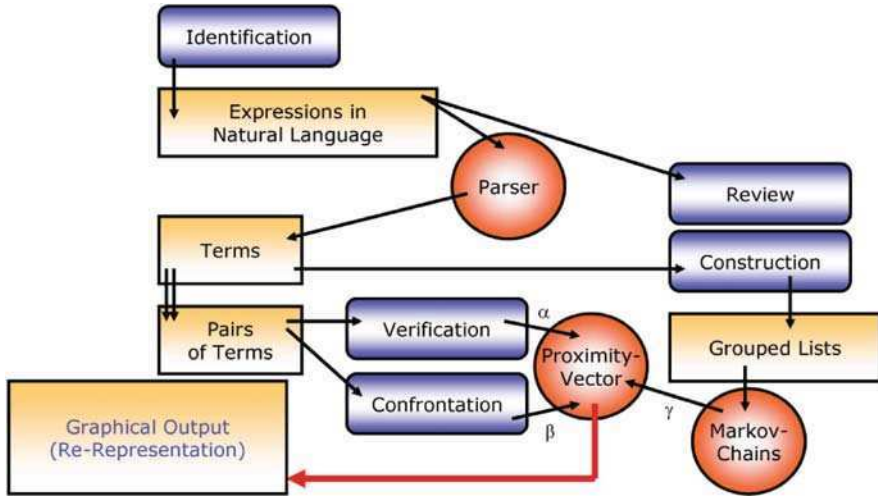 Identification
Expressions in
Natural Language
Parser
Review
Terms
Construction
Pairs
of Terms
Verification
α
Proximity-
Vector
Grouped Lists
Confrontation
β
γ
Markov-
Chains
Graphical Output
(Re-Representation)